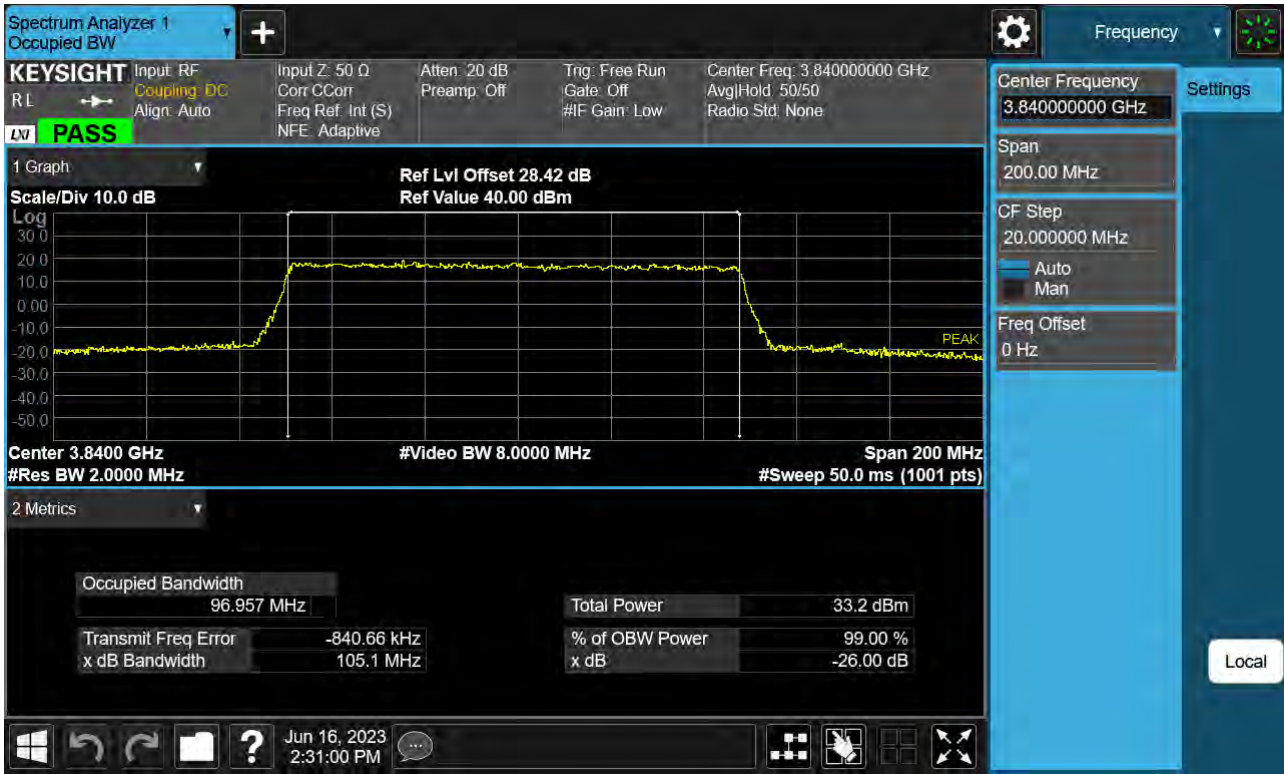 Spectrum Analyzer 1
Occupied BW
Frequency
KEYSIGHT
RL
LXI
PASS
Input: RF
Coupling: DC
Align: Auto
Input Z: 50 Ω
Corr CCorr
Freq Ref: Int (S)
NFE: Adaptive
Atten: 20 dB
Preamp: Off
Trig: Free Run
Gate: Off
#IF Gain: Low
Center Freq: 3.840000000 GHz
Avg|Hold: 50/50
Radio Std: None
Center Frequency
3.840000000 GHz
Settings
Span
200.00 MHz
CF Step
20.000000 MHz
Auto
Man
Freq Offset
0 Hz
Local
1 Graph
Scale/Div 10.0 dB
Ref Lvl Offset 28.42 dB
Ref Value 40.00 dBm
Log
30.0
20.0
10.0
0.00
-10.0
-20.0
-30.0
-40.0
-50.0
PEAK
Center 3.8400 GHz
#Video BW 8.0000 MHz
Span 200 MHz
#Res BW 2.0000 MHz
#Sweep 50.0 ms (1001 pts)
2 Metrics
Occupied Bandwidth
96.957 MHz
Total Power 33.2 dBm
Transmit Freq Error -840.66 kHz
% of OBW Power 99.00 %
x dB Bandwidth 105.1 MHz
x dB -26.00 dB
?
Jun 16, 2023
2:31:00 PM